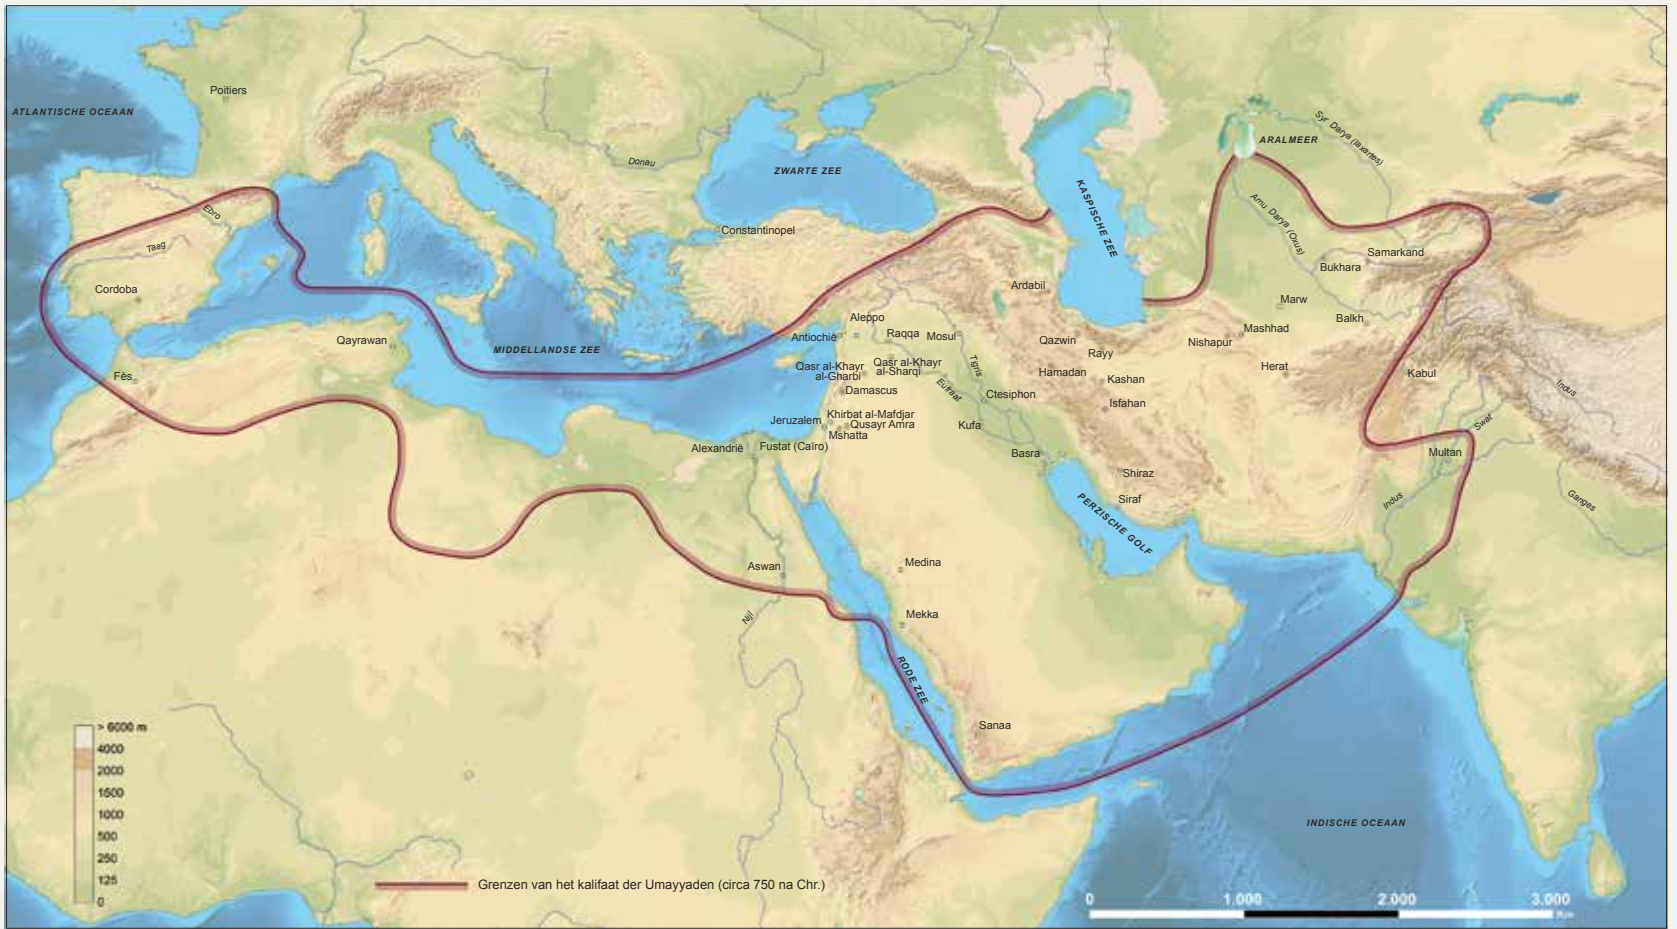 Poitiers
ATLANTISCHE OCEAAN
Donau
ZWARTE ZEE
KASPISCHE ZEE
ARALMEER
Syr Darya (Iaxartes)
Amu Darya (Oxus)
Ebro
Taag
Cordoba
Constantinopel
Samarkand
Bukhara
Ardabil
Marw
Balkh
Mashhad
Nishapur
Qayrawan
MIDDELLANDSE ZEE
Aleppo
Antiochië
Raqqa
Mosul
Qazwin
Rayy
Herat
Kabul
Indus
Fès
Qasr al-Khayr
al-Gharbi
Qasr al-Khayr
al-Sharqi
Tigris
Eufraat
Hamadan
Kashan
Damascus
Ctesiphon
Isfahan
Jeruzalem
Khirbat al-Mafdjar
Qusayr Amra
Mshatta
Kufa
Swat
Alexandrië
Fustat (Caïro)
Basra
Multan
Shiraz
Siraf
PERZISCHE GOLF
Indus
Ganges
Aswan
Medina
Nijl
Mekka
RODE ZEE
Sanaa
> 6000 m
4000
2000
1500
1000
500
250
125
0
INDISCHE OCEAAN
Grenzen van het kalifaat der Umayyaden (circa 750 na Chr.)
0 1.000 2.000 3.000
Km